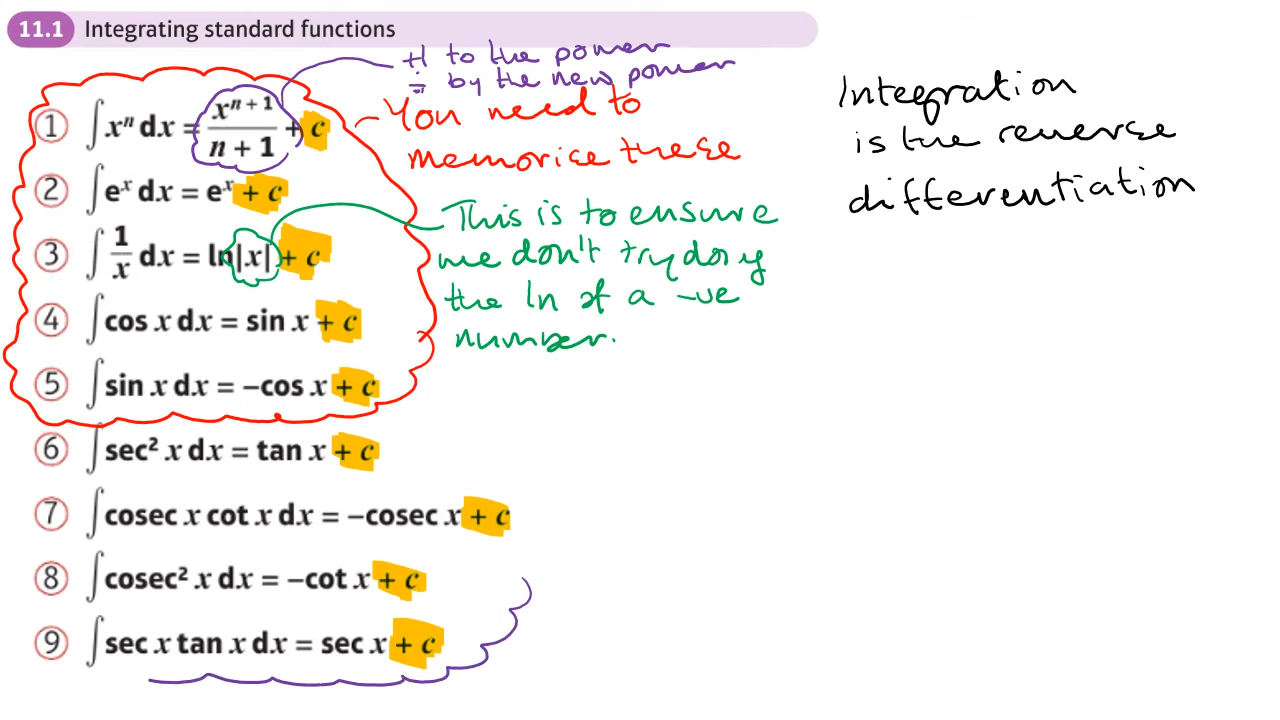 11.1 Integrating standard functions
+1 to the power
÷ by the new power
① ∫xⁿ dx = xⁿ⁺¹/(n + 1) + c
You need to
memorise these
② ∫eˣ dx = eˣ + c
③ ∫1/x dx = ln|x| + c
This is to ensure
we don't try doing
the ln of a -ve
number.
④ ∫cos x dx = sin x + c
⑤ ∫sin x dx = −cos x + c
⑥ ∫sec² x dx = tan x + c
⑦ ∫cosec x cot x dx = −cosec x + c
⑧ ∫cosec² x dx = −cot x + c
⑨ ∫sec x tan x dx = sec x + c
Integration
is the reverse
differentiation